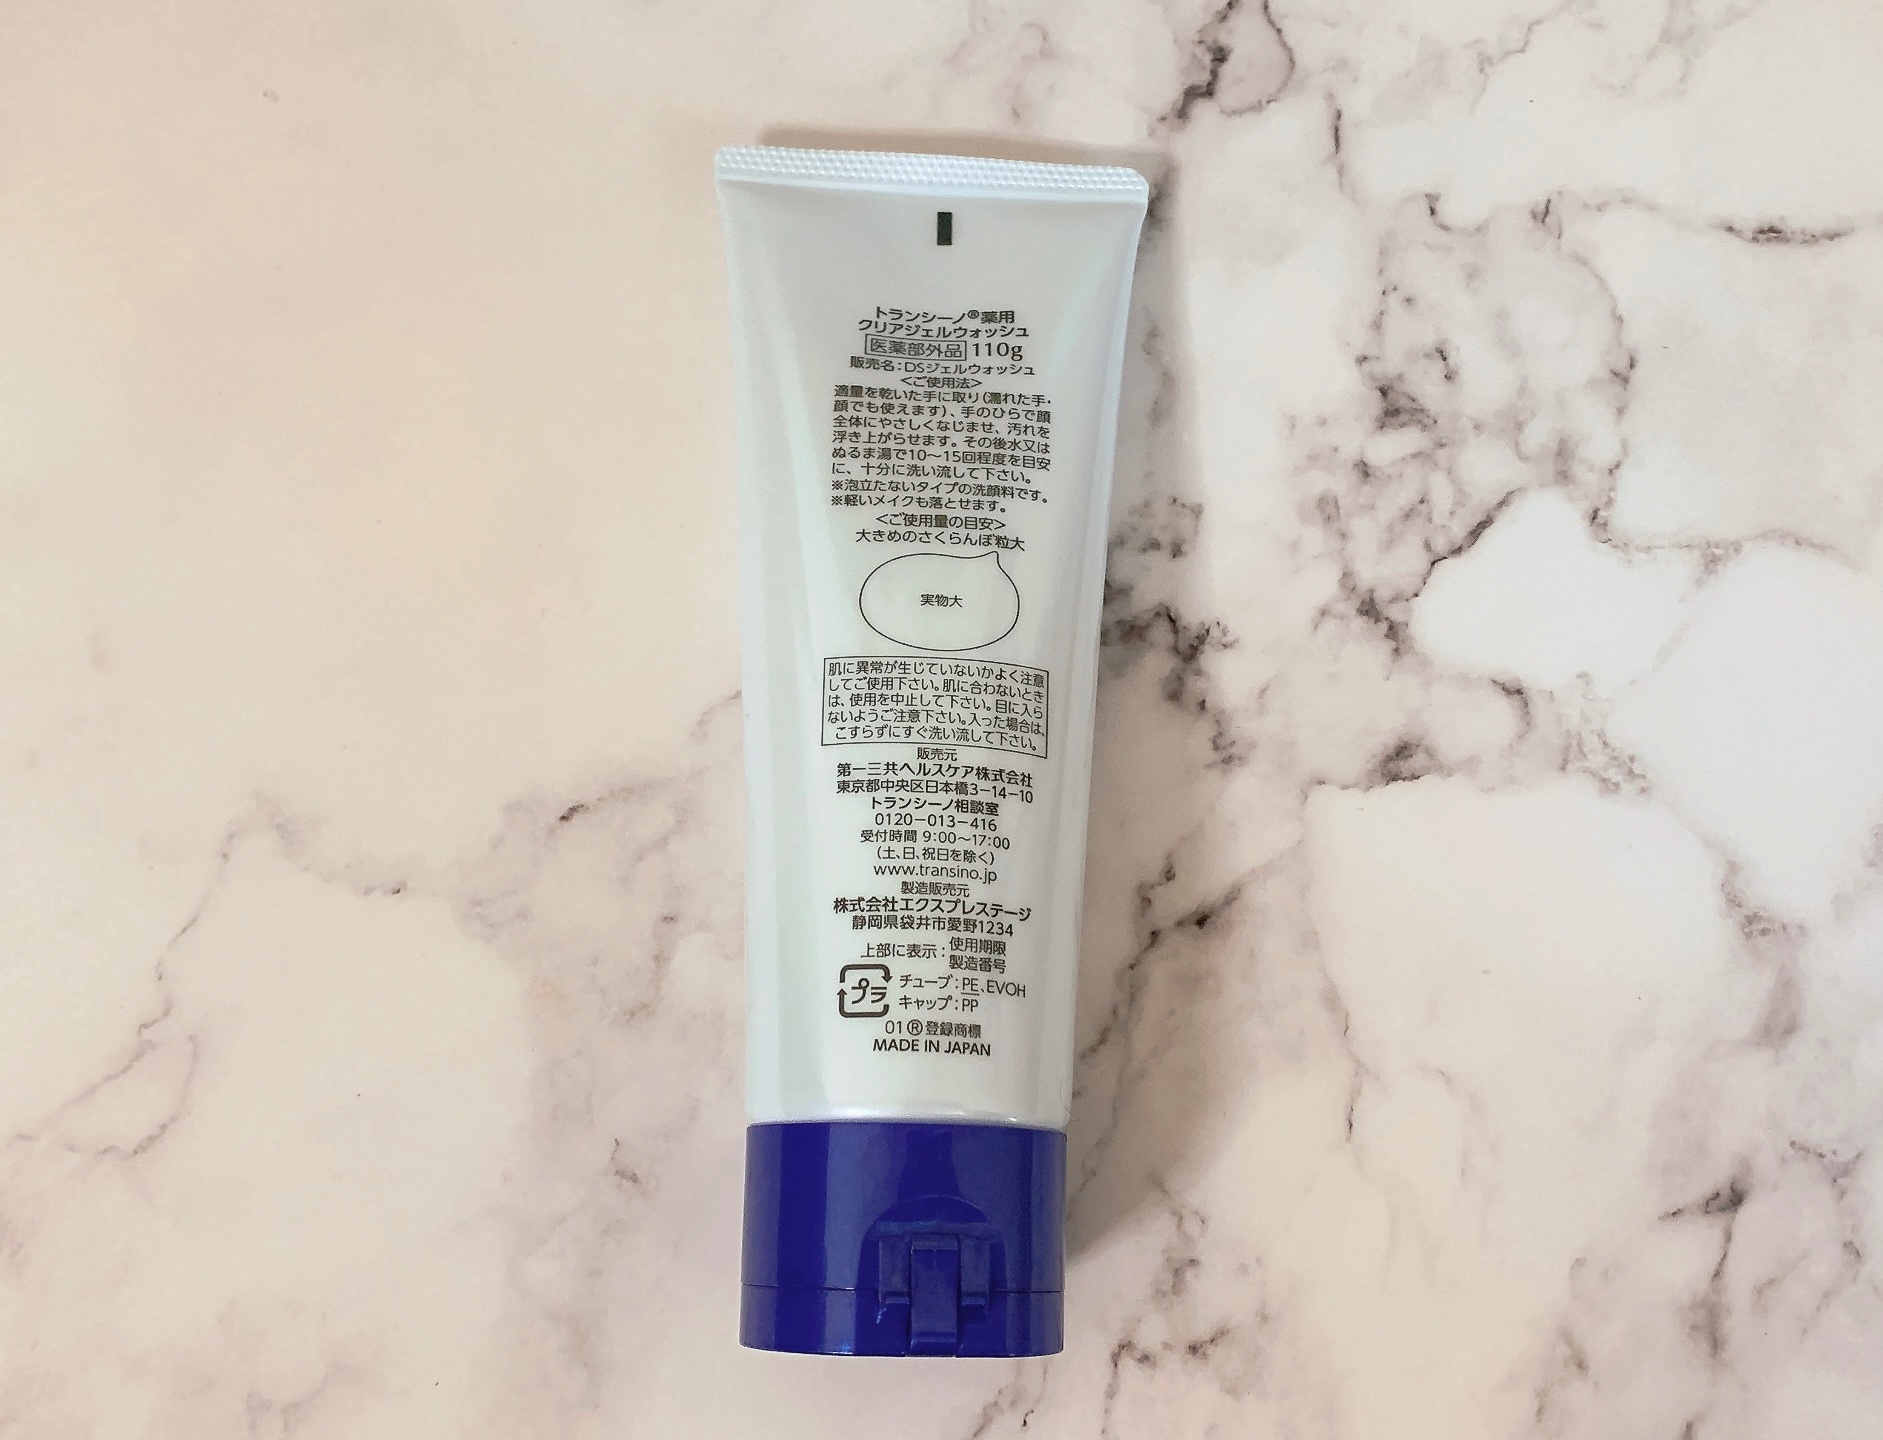 トランシーノ®薬用
クリアジェルウォッシュ
医薬部外品 110g
販売名:DSジェルウォッシュ
<ご使用法>
適量を乾いた手に取り(濡れた手・
顔でも使えます)、手のひらで顔
全体にやさしくなじませ、汚れを
浮き上がらせます。その後水又は
ぬるま湯で10〜15回程度を目安
に、十分に洗い流して下さい。
※泡立たないタイプの洗顔料です。
※軽いメイクも落とせます。
<ご使用量の目安>
大きめのさくらんぼ粒大
実物大
肌に異常が生じていないかよく注意
してご使用下さい。肌に合わないとき
は、使用を中止して下さい。目に入ら
ないようご注意下さい。入った場合は、
こすらずにすぐ洗い流して下さい。
販売元
第一三共ヘルスケア株式会社
東京都中央区日本橋3-14-10
トランシーノ相談室
0120-013-416
受付時間 9:00〜17:00
(土、日、祝日を除く)
www.transino.jp
製造販売元
株式会社エクスプレステージ
静岡県袋井市愛野1234
上部に表示:使用期限
製造番号
プラ
チューブ:PE、EVOH
キャップ:PP
01®登録商標
MADE IN JAPAN